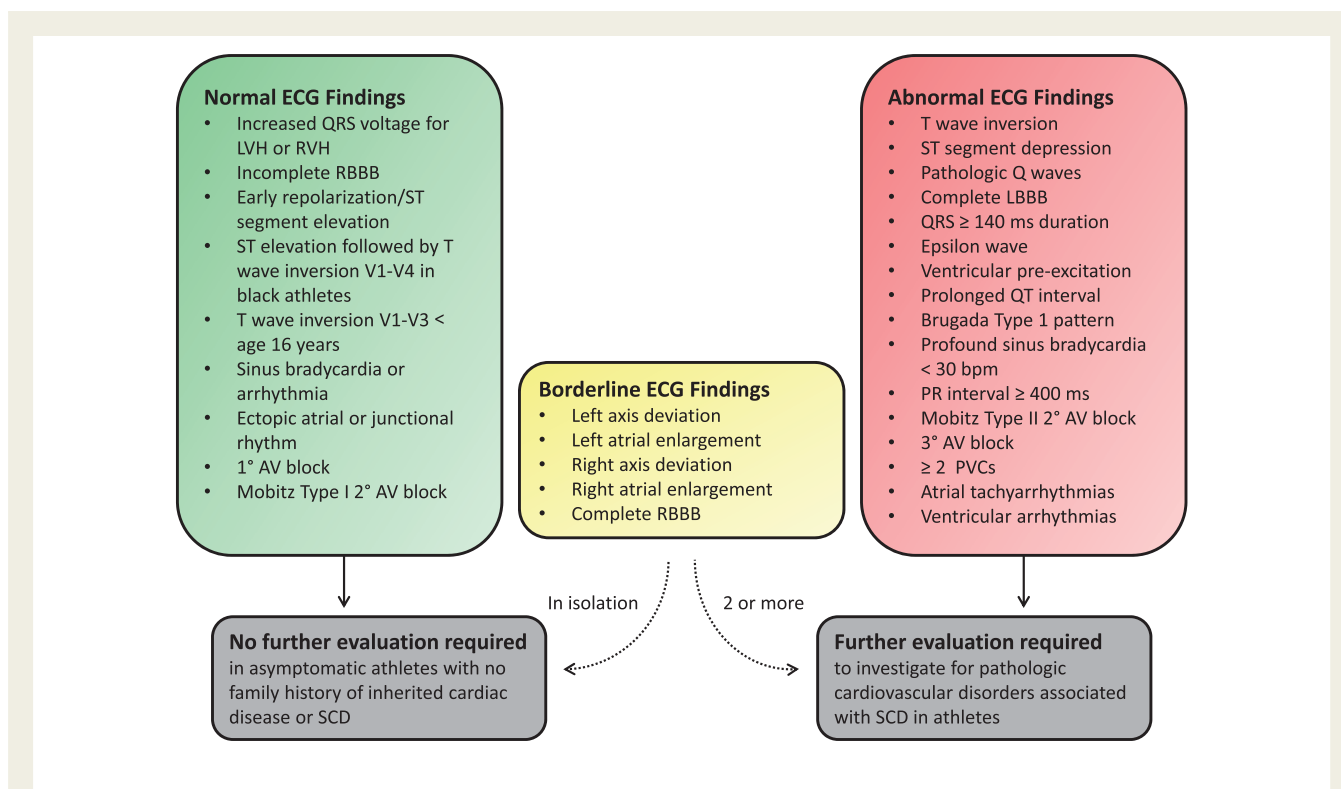 Normal ECG Findings
• Increased QRS voltage for
LVH or RVH
• Incomplete RBBB
• Early repolarization/ST
segment elevation
• ST elevation followed by T
wave inversion V1-V4 in
black athletes
• T wave inversion V1-V3 <
age 16 years
• Sinus bradycardia or
arrhythmia
• Ectopic atrial or junctional
rhythm
• 1° AV block
• Mobitz Type I 2° AV block
Borderline ECG Findings
• Left axis deviation
• Left atrial enlargement
• Right axis deviation
• Right atrial enlargement
• Complete RBBB
Abnormal ECG Findings
• T wave inversion
• ST segment depression
• Pathologic Q waves
• Complete LBBB
• QRS ≥ 140 ms duration
• Epsilon wave
• Ventricular pre-excitation
• Prolonged QT interval
• Brugada Type 1 pattern
• Profound sinus bradycardia
< 30 bpm
• PR interval ≥ 400 ms
• Mobitz Type II 2° AV block
• 3° AV block
• ≥ 2 PVCs
• Atrial tachyarrhythmias
• Ventricular arrhythmias
In isolation
2 or more
No further evaluation required
in asymptomatic athletes with no
family history of inherited cardiac
disease or SCD
Further evaluation required
to investigate for pathologic
cardiovascular disorders associated
with SCD in athletes